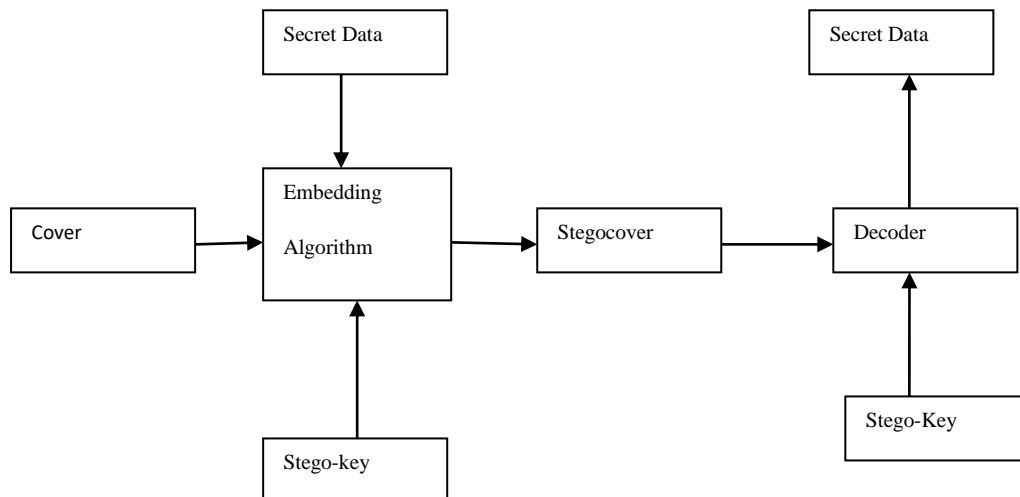 Secret Data
Secret Data
Embedding
Algorithm
Cover
Stegocover
Decoder
Stego-key
Stego-Key